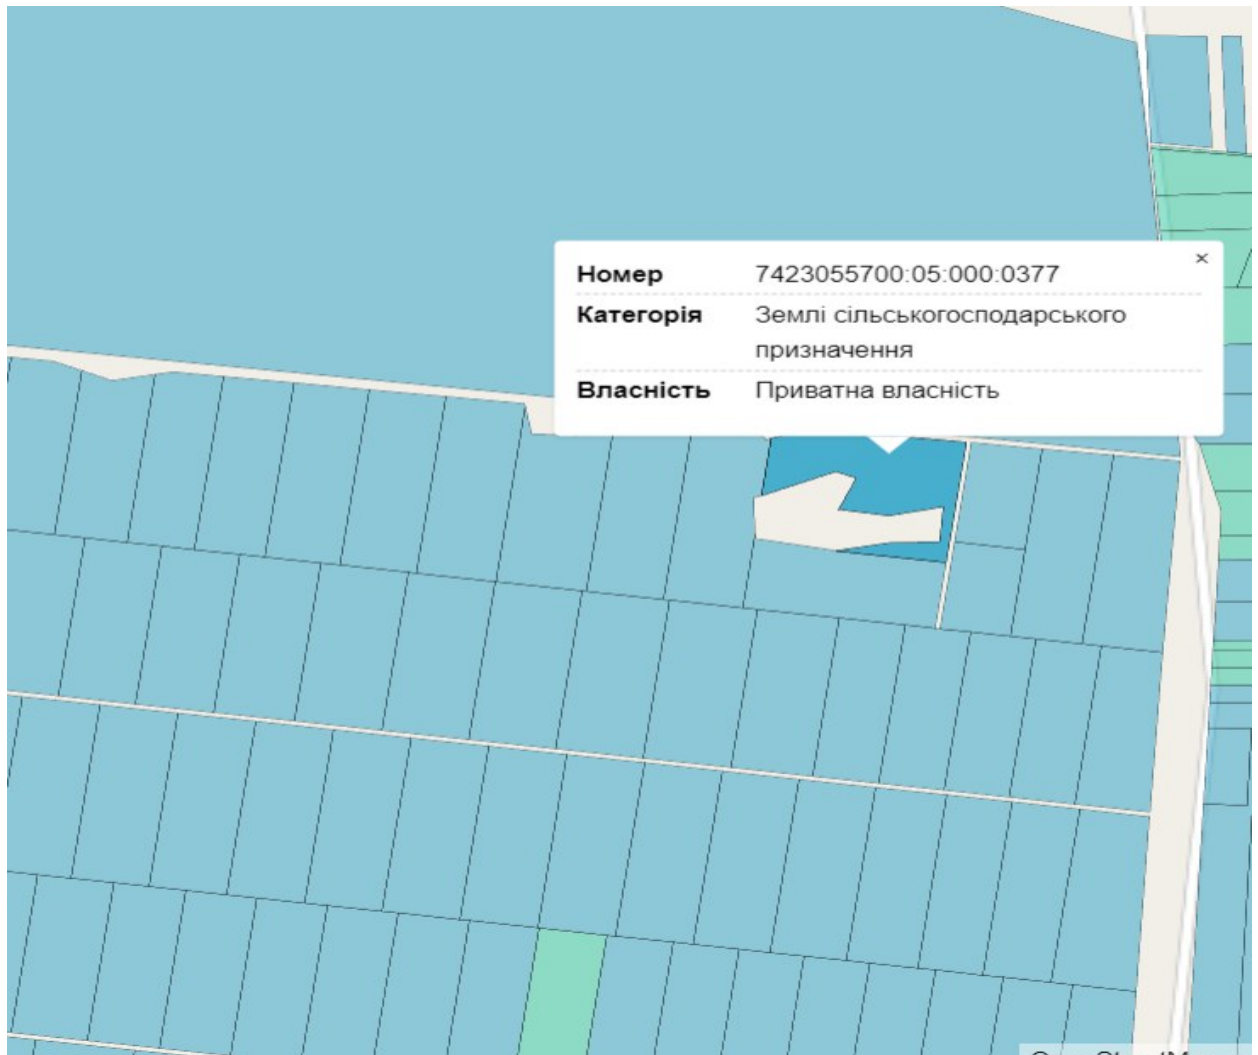 ×
Номер 7423055700:05:000:0377
Категорія Землі сільськогосподарського
призначення
Власність Приватна власність